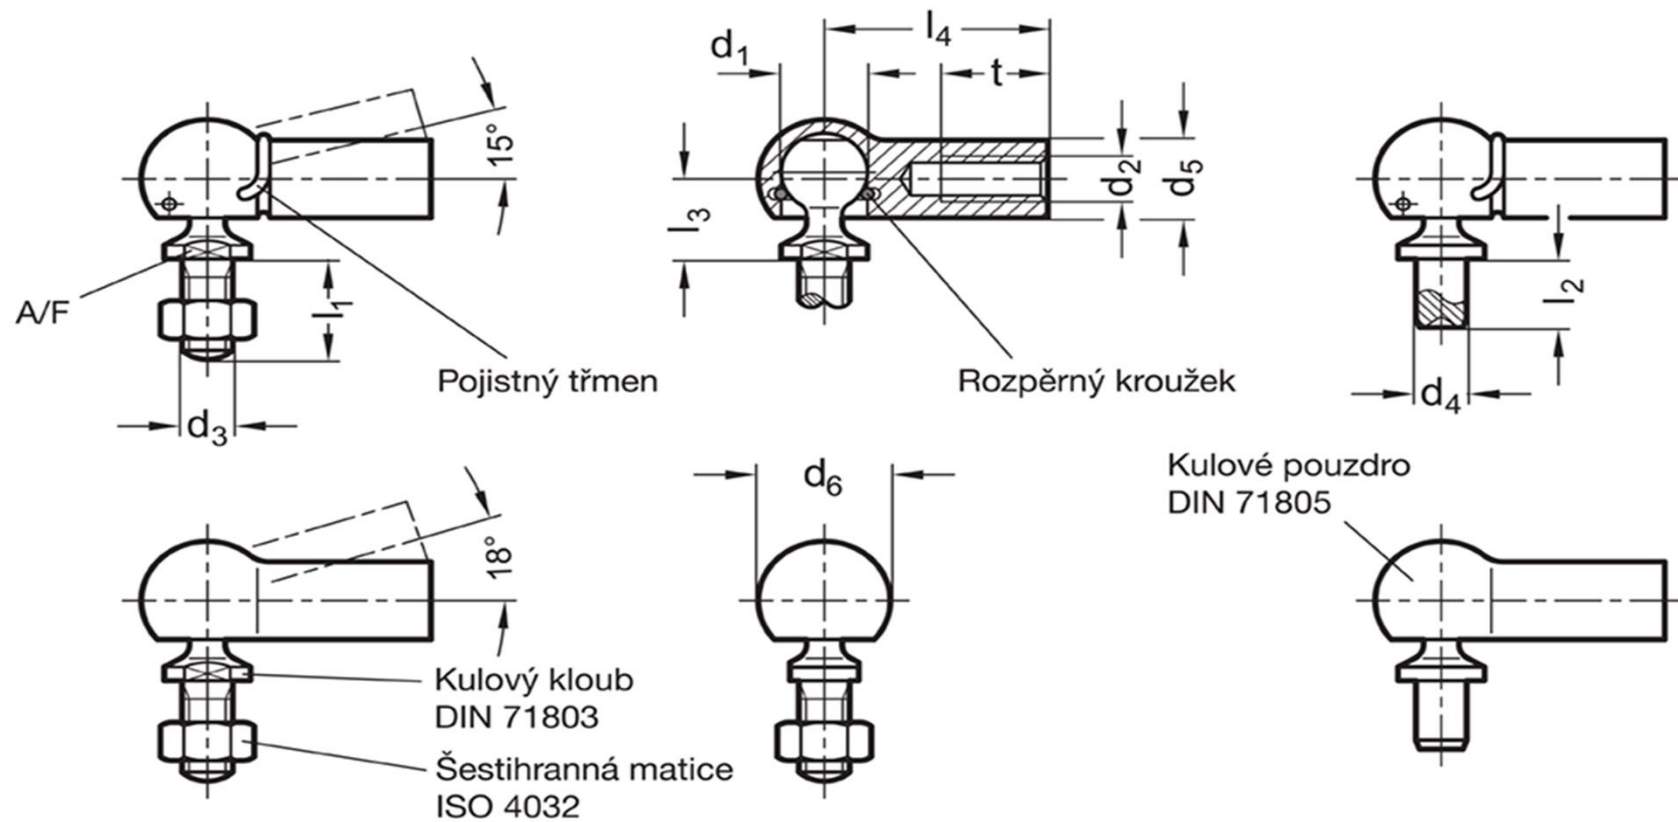 l4
d1
t
15°
d2
d5
l3
A/F
l1
l2
Pojistný třmen
Rozpěrný kroužek
d4
d3
Kulové pouzdro
DIN 71805
d6
18°
Kulový kloub
DIN 71803
Šestihranná matice
ISO 4032